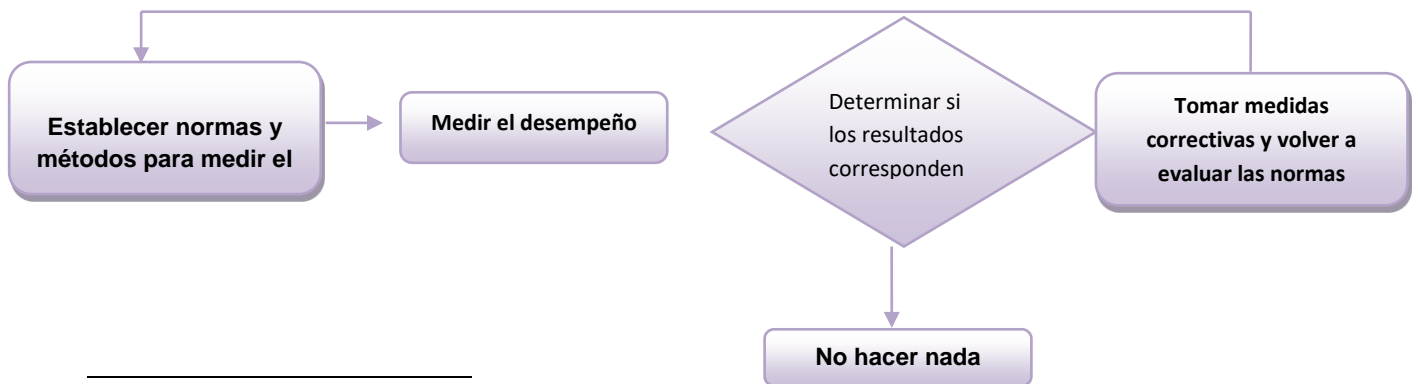 Establecer normas y
métodos para medir el
Medir el desempeño
Determinar si
los resultados
corresponden
Tomar medidas
correctivas y volver a
evaluar las normas
No hacer nada